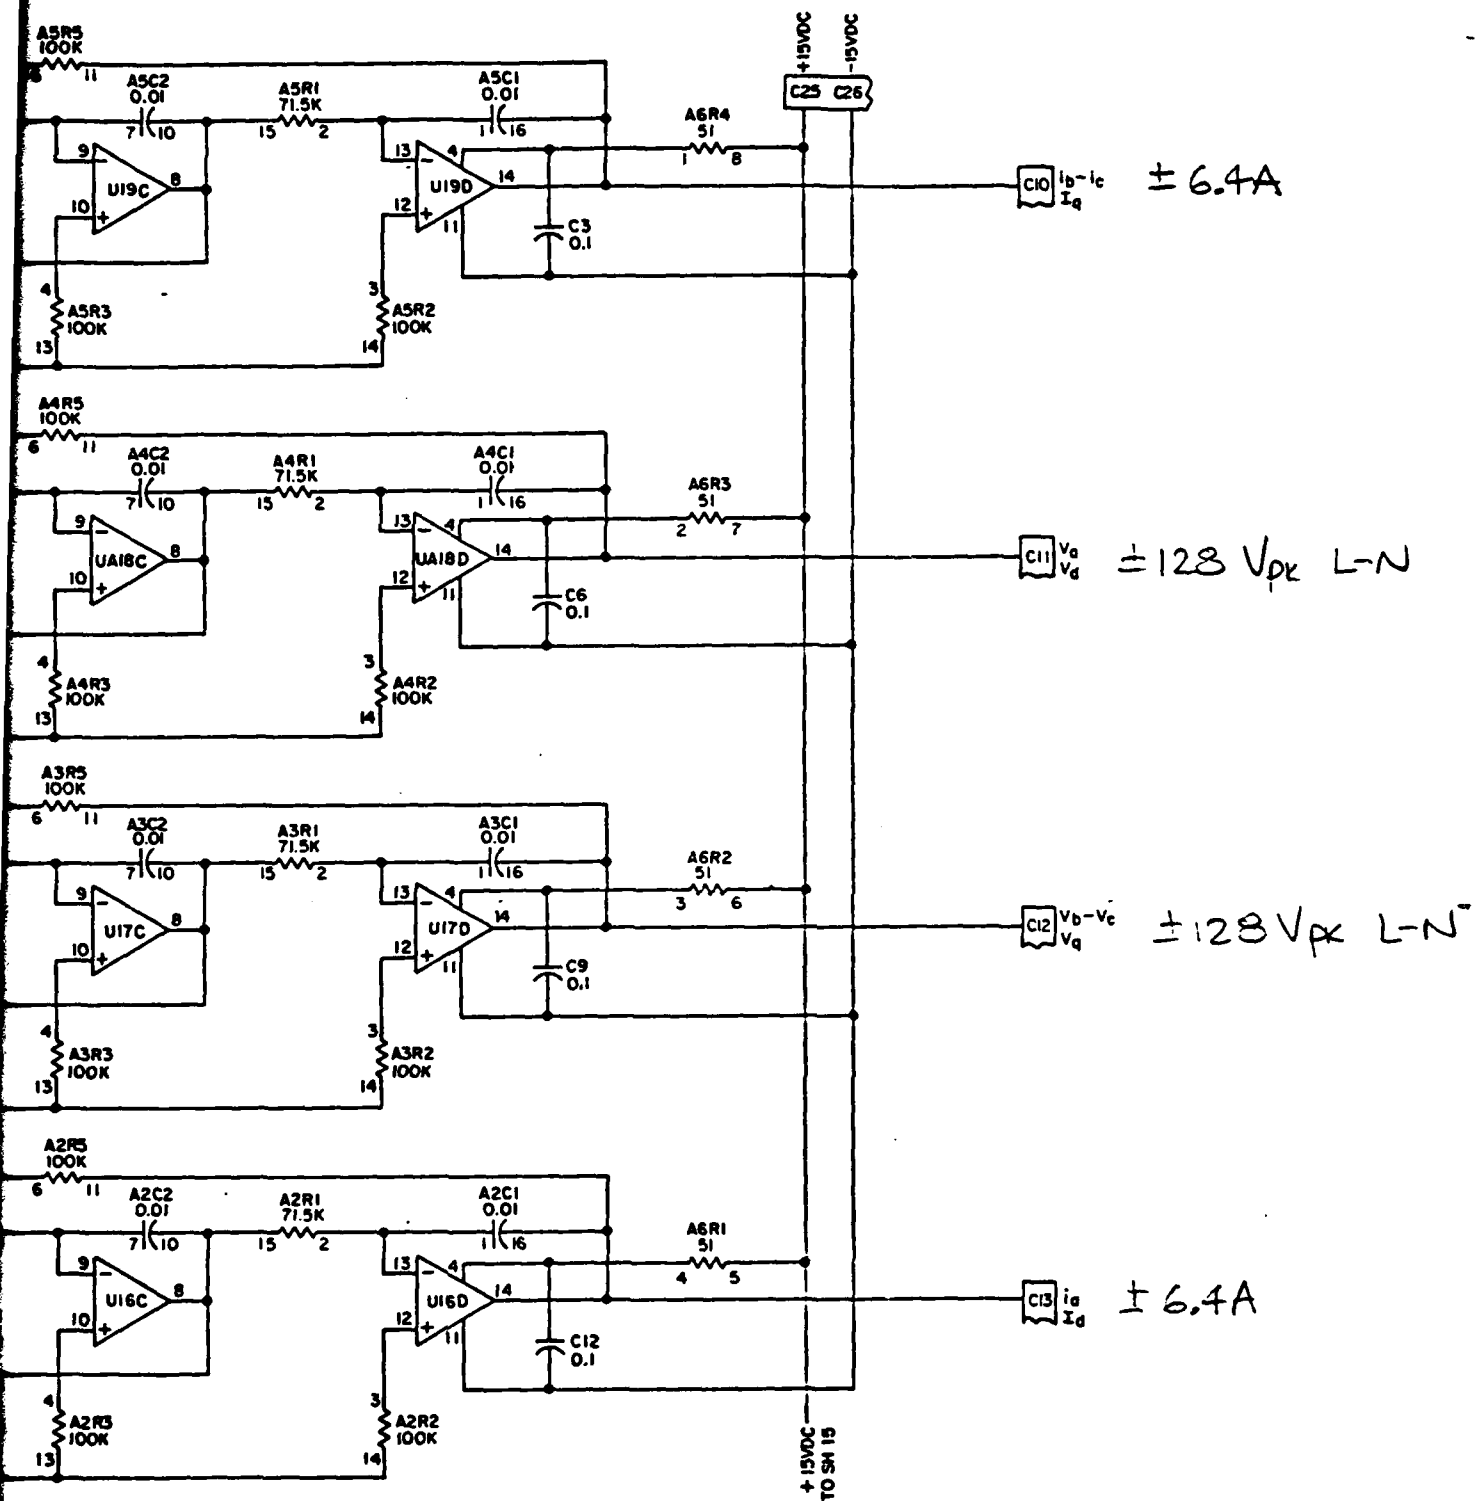 +15VDC
-15VDC
C25 C26
A5R5
100K
6 11
A5C2
0.01
7 10
A5R1
71.5K
15 2
A5C1
0.01
1 16
A6R4
51
1 8
9
-
U19C
8
10
+
13
-
4
U19D
14
12
+
11
C3
0.1
C10
ib-ic
Iq
± 6.4A
4
A5R3
100K
13
3
A5R2
100K
14
A4R5
100K
6 11
A4C2
0.01
7 10
A4R1
71.5K
15 2
A4C1
0.01
1 16
A6R3
51
2 7
9
-
UA18C
8
10
+
13
-
4
UA18D
14
12
+
11
C6
0.1
C11
Va
Vd
±128 Vpk L-N
4
A4R3
100K
13
3
A4R2
100K
14
A3R5
100K
6 11
A3C2
0.01
7 10
A3R1
71.5K
15 2
A3C1
0.01
1 16
A6R2
51
3 6
9
-
U17C
8
10
+
13
-
4
U17D
14
12
+
11
C9
0.1
C12
Vb-Vc
Vq
±128 Vpk L-N
4
A3R3
100K
13
3
A3R2
100K
14
A2R5
100K
6 11
A2C2
0.01
7 10
A2R1
71.5K
15 2
A2C1
0.01
1 16
A6R1
51
4 5
9
-
U16C
8
10
+
13
-
4
U16D
14
12
+
11
C12
0.1
C13
ia
Id
± 6.4A
4
A2R3
100K
13
3
A2R2
100K
14
+15VDC
TO SH 15